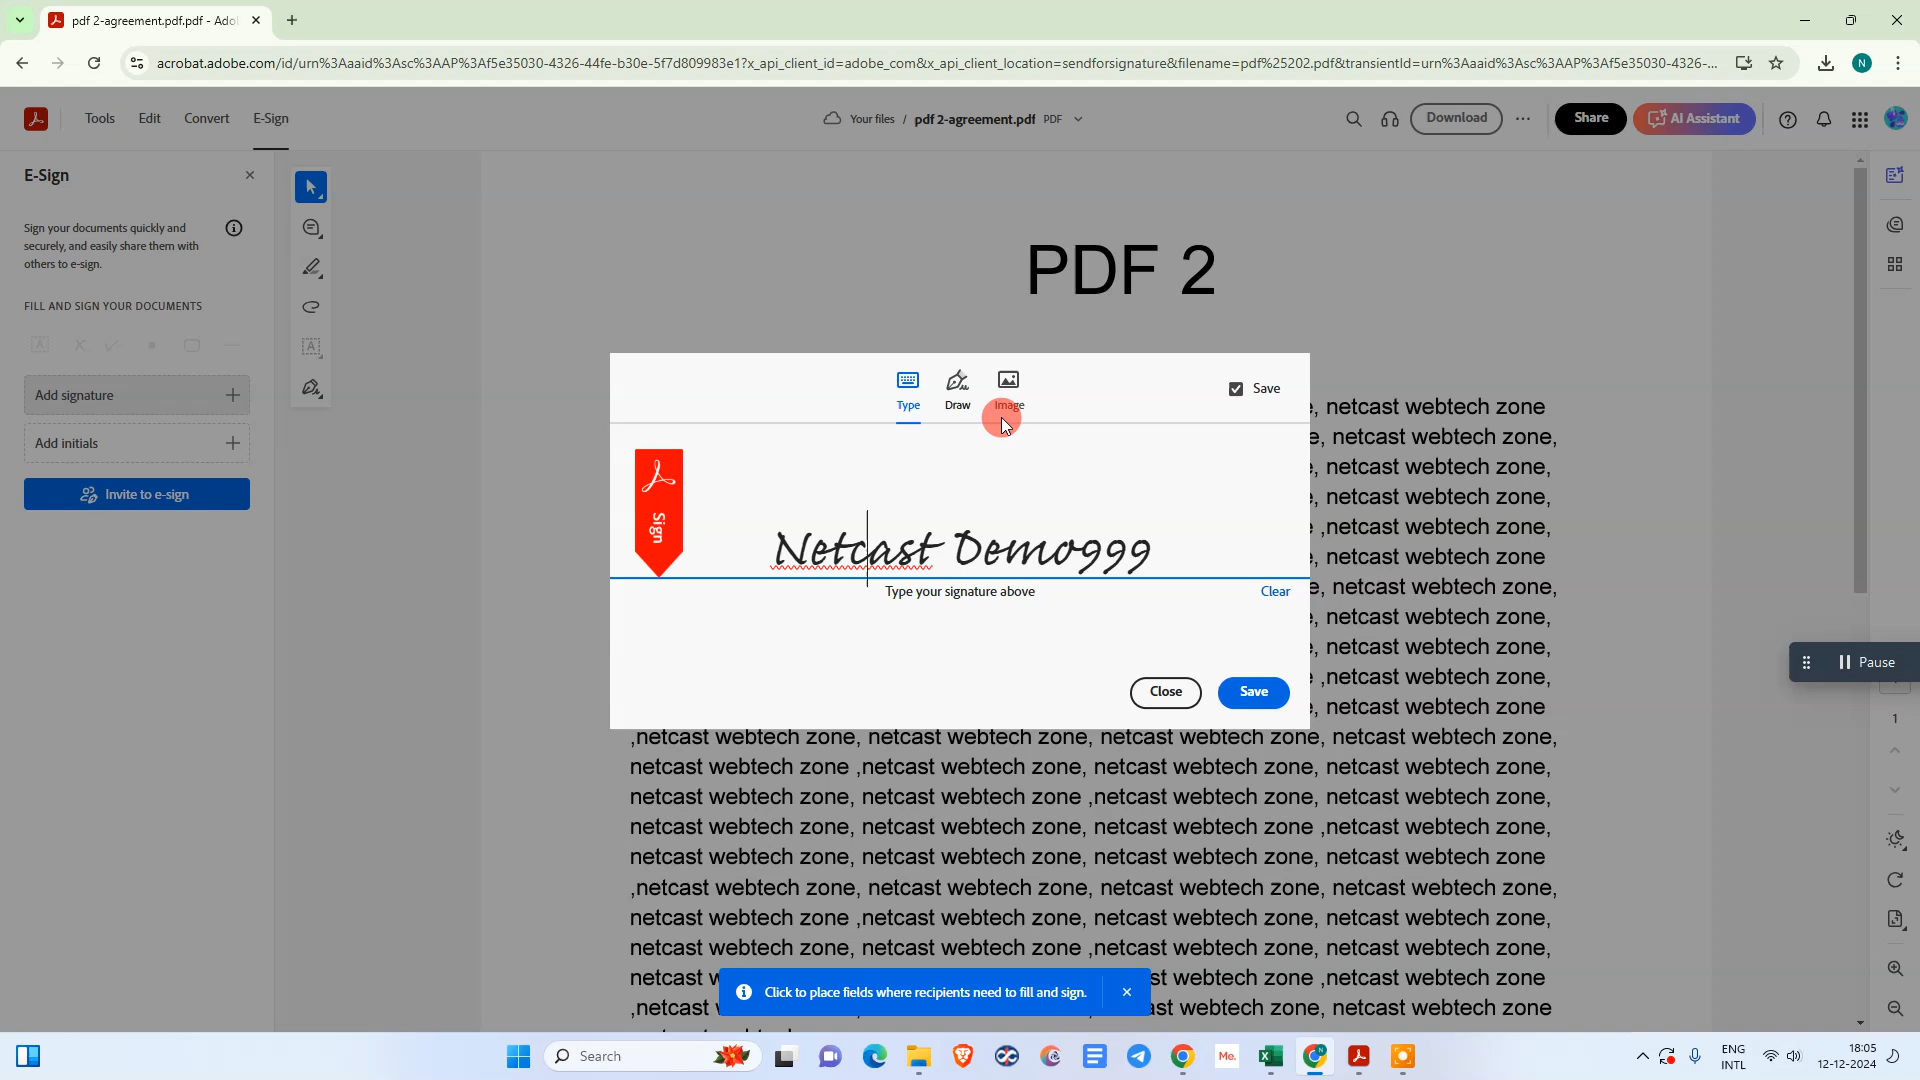 pdf 2-agreement.pdf.pdf - Ado
acrobat.adobe.com/id/urn%3Aaaid%3Asc%3AAP%3Af5e35030-4326-44fe-b30e-5f7d809983e1?x_api_client_id=adobe_com&x_api_client_location=sendforsignature&filename=pdf%25202.pdf&transientId=urn%3Aaaid%3Asc%3AAP%3Af5e35030-4326-...
N
Tools Edit Convert E-Sign
Your files / pdf 2-agreement.pdf PDF
Download
Share
AI Assistant
E-Sign
Sign your documents quickly and
securely, and easily share them with
others to e-sign.
FILL AND SIGN YOUR DOCUMENTS
Add signature
Add initials
Invite to e-sign
PDF 2
Type Draw Image
Save
Sign
Netcast Demo999
Type your signature above
Clear
Close Save
, netcast webtech zone
, netcast webtech zone,
, netcast webtech zone,
, netcast webtech zone,
,netcast webtech zone,
, netcast webtech zone
, netcast webtech zone,
, netcast webtech zone,
, netcast webtech zone,
,netcast webtech zone,
, netcast webtech zone
,netcast webtech zone, netcast webtech zone, netcast webtech zone, netcast webtech zone,
netcast webtech zone ,netcast webtech zone, netcast webtech zone, netcast webtech zone,
netcast webtech zone, netcast webtech zone ,netcast webtech zone, netcast webtech zone,
netcast webtech zone, netcast webtech zone, netcast webtech zone ,netcast webtech zone,
netcast webtech zone, netcast webtech zone, netcast webtech zone, netcast webtech zone
,netcast webtech zone, netcast webtech zone, netcast webtech zone, netcast webtech zone,
netcast webtech zone ,netcast webtech zone, netcast webtech zone, netcast webtech zone,
netcast webtech zone, netcast webtech zone ,netcast webtech zone, netcast webtech zone,
netcast webtech zone ,netcast webtech zone
,netcast webtech zone, netcast webtech zone
Click to place fields where recipients need to fill and sign.
Pause
1
Search
Me.
ENG
INTL
18:05
12-12-2024